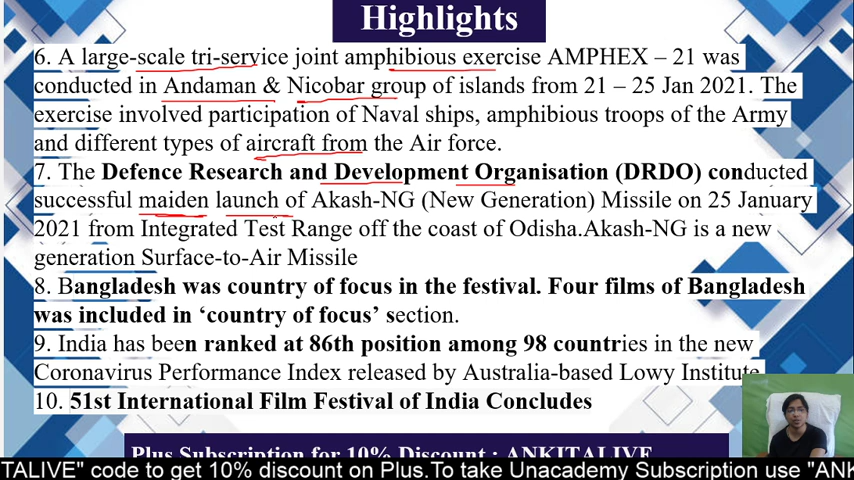 Highlights
6. A large-scale tri-service joint amphibious exercise AMPHEX – 21 was
conducted in Andaman & Nicobar group of islands from 21 – 25 Jan 2021. The
exercise involved participation of Naval ships, amphibious troops of the Army
and different types of aircraft from the Air force.
7. The Defence Research and Development Organisation (DRDO) conducted
successful maiden launch of Akash-NG (New Generation) Missile on 25 January
2021 from Integrated Test Range off the coast of Odisha.Akash-NG is a new
generation Surface-to-Air Missile
8. Bangladesh was country of focus in the festival. Four films of Bangladesh
was included in ‘country of focus’ section.
9. India has been ranked at 86th position among 98 countries in the new
Coronavirus Performance Index released by Australia-based Lowy Institute
10. 51st International Film Festival of India Concludes
Plus Subscription for 10% Discount : ANKITALIVE
TALIVE" code to get 10% discount on Plus.To take Unacademy Subscription use "ANK